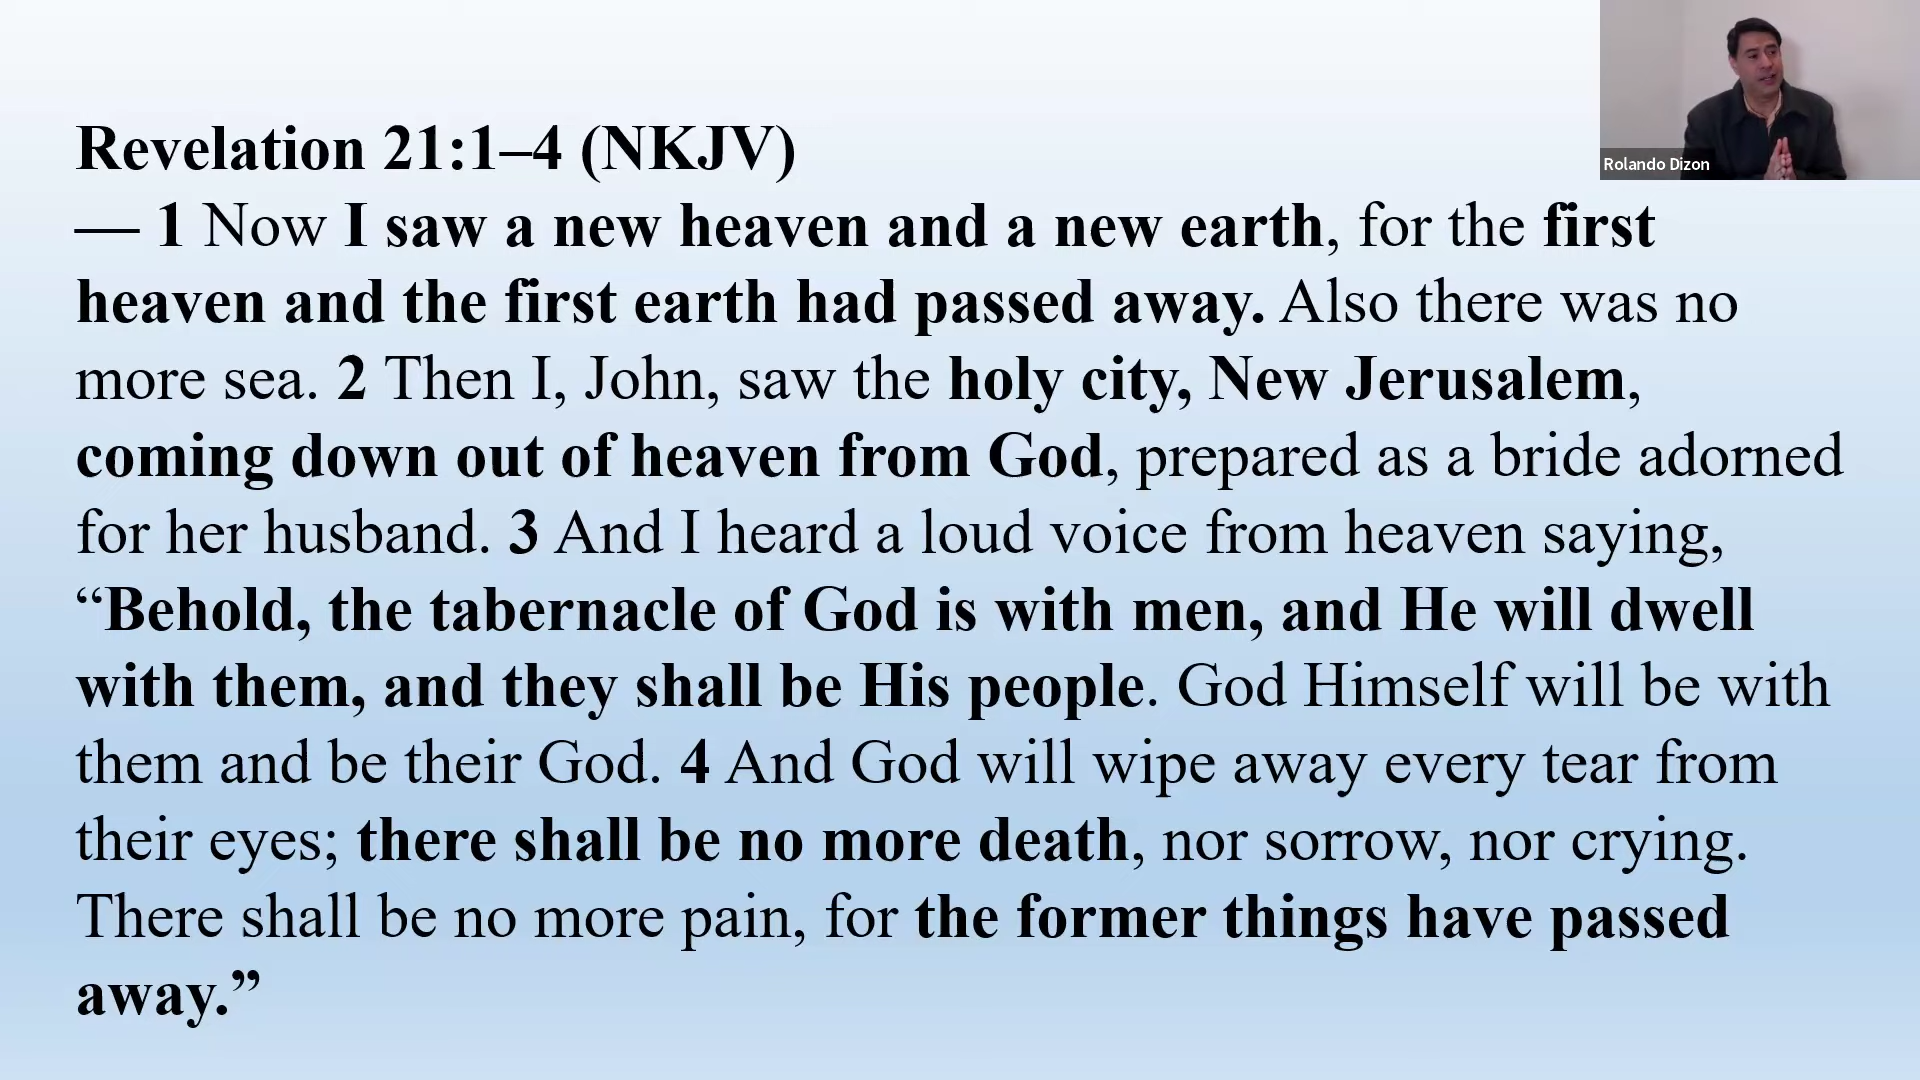 Revelation 21:1–4 (NKJV)
— 1 Now I saw a new heaven and a new earth, for the first
heaven and the first earth had passed away. Also there was no
more sea. 2 Then I, John, saw the holy city, New Jerusalem,
coming down out of heaven from God, prepared as a bride adorned
for her husband. 3 And I heard a loud voice from heaven saying,
“Behold, the tabernacle of God is with men, and He will dwell
with them, and they shall be His people. God Himself will be with
them and be their God. 4 And God will wipe away every tear from
their eyes; there shall be no more death, nor sorrow, nor crying.
There shall be no more pain, for the former things have passed
away.”
Rolando Dizon